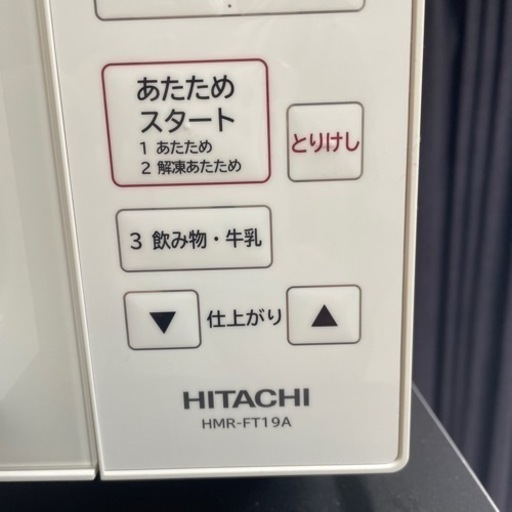 あたため
スタート
1 あたため
2 解凍あたため
とりけし
3 飲み物・牛乳
▼ 仕上がり ▲
HITACHI
HMR-FT19A